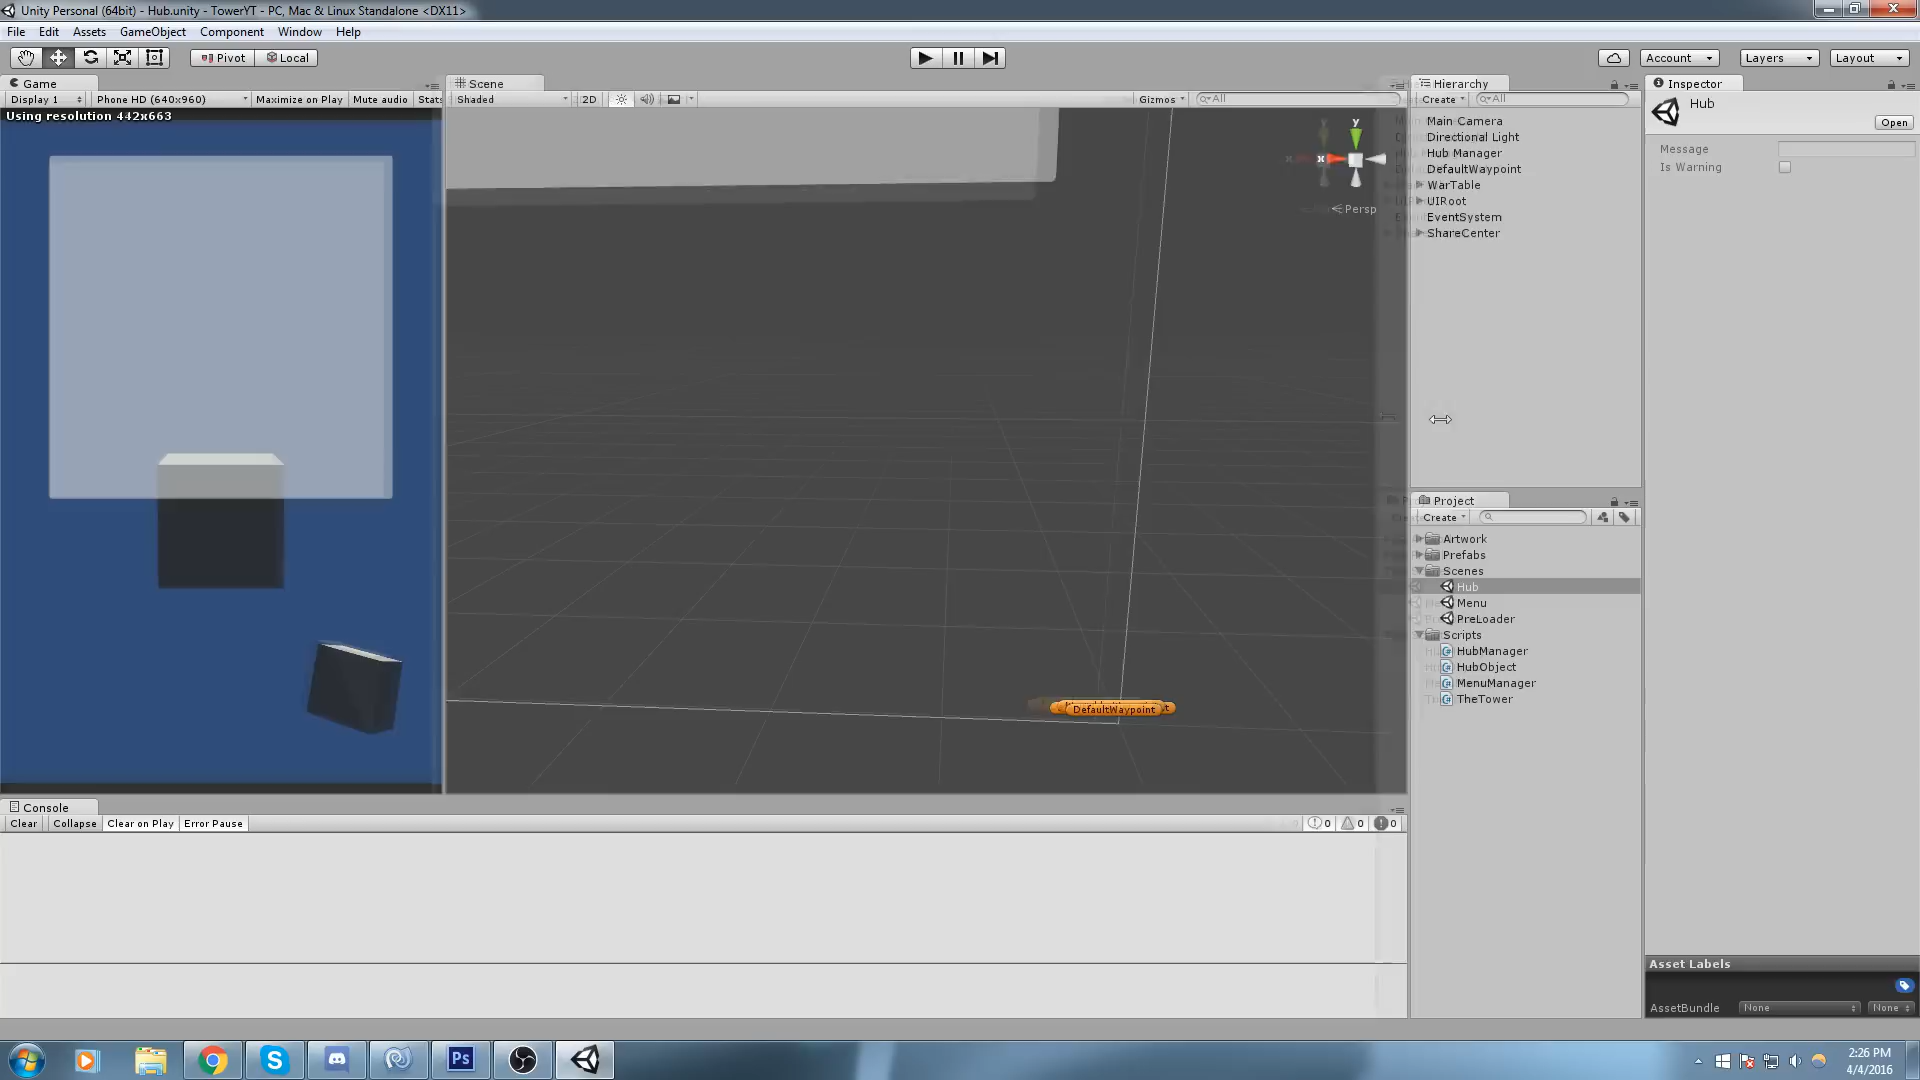 Unity Personal (64bit) - Hub.unity - TowerYT - PC, Mac & Linux Standalone <DX11>
File Edit Assets GameObject Component Window Help
Pivot Local
Account Layers Layout
Game
Display 1 Phone HD (640x960) Maximize on Play Mute audio Stats
Using resolution 442x663
Scene
Shaded 2D Gizmos All
y
x
Persp
DefaultWaypoint
Hierarchy
Create All
Main Camera
Directional Light
Hub Manager
DefaultWaypoint
WarTable
UIRoot
EventSystem
ShareCenter
Project
Create
Artwork
Prefabs
Scenes
Hub
Menu
PreLoader
Scripts
HubManager
HubObject
MenuManager
TheTower
Inspector
Hub
Open
Message
Is Warning
Asset Labels
AssetBundle None None
Console
Clear Collapse Clear on Play Error Pause
0 0 0
Ps
2:26 PM
4/4/2016